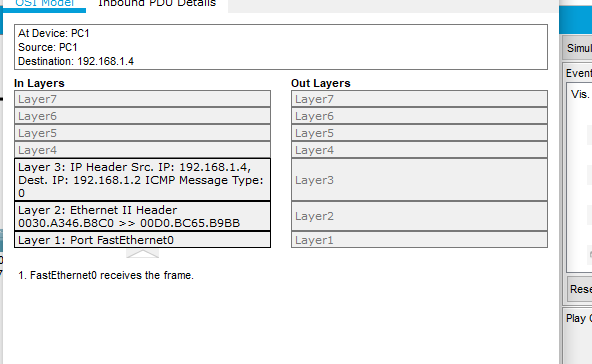 OSI Model Inbound PDU Details
At Device: PC1
Source: PC1
Destination: 192.168.1.4
In Layers
Layer7
Layer6
Layer5
Layer4
Layer 3: IP Header Src. IP: 192.168.1.4,
Dest. IP: 192.168.1.2 ICMP Message Type:
0
Layer 2: Ethernet II Header
0030.A346.B8C0 >> 00D0.BC65.B9BB
Layer 1: Port FastEthernet0
Out Layers
Layer7
Layer6
Layer5
Layer4
Layer3
Layer2
Layer1
1. FastEthernet0 receives the frame.
Simul
Event
Vis.
Rese
Play